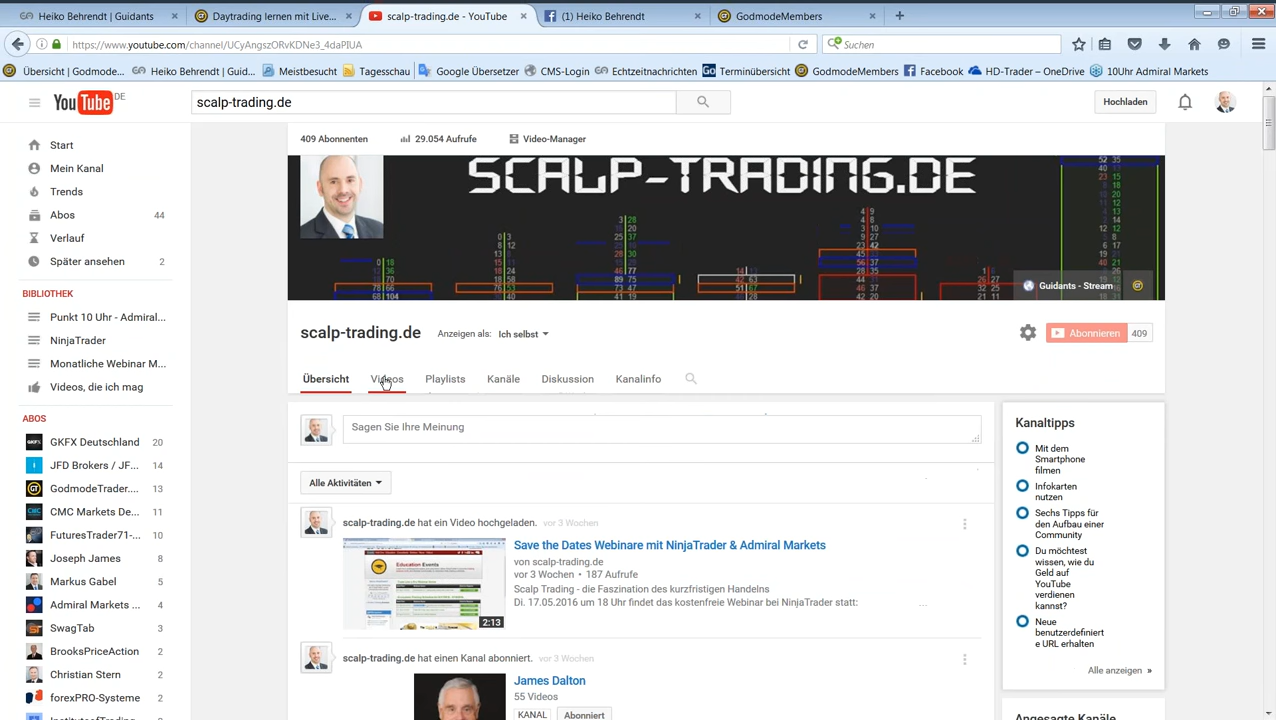 (1) Heiko Behrendt | Guidants
Daytrading lernen mit Live...
scalp-trading.de - YouTube
(1) Heiko Behrendt
GodmodeMembers
https://www.youtube.com/channel/UCyAngszORvKDNe3_4daPIUA
Suchen
Übersicht | Godmode...
Heiko Behrendt | Guid...
Meistbesucht
Tagesschau
Google Übersetzer
CMS-Login
Echtzeitnachrichten
Terminübersicht
GodmodeMembers
Facebook
HD-Trader – OneDrive
10Uhr Admiral Markets
YouTube DE
scalp-trading.de
Hochladen
409 Abonnenten
29.054 Aufrufe
Video-Manager
SCALP-TRADING.DE
Guidants - Stream
scalp-trading.de
Anzeigen als: Ich selbst
Abonnieren 409
Übersicht
Videos
Playlists
Kanäle
Diskussion
Kanalinfo
Start
Mein Kanal
Trends
Abos 44
Verlauf
Später ansehen 2
BIBLIOTHEK
Punkt 10 Uhr - Admiral...
NinjaTrader
Monatliche Webinar M...
Videos, die ich mag
ABOS
GKFX Deutschland 20
JFD Brokers / JF... 14
GodmodeTrader.... 13
CMC Markets De... 11
FuturesTrader71-... 10
Joseph James 8
Markus Gabel 5
Admiral Markets ... 4
SwagTab 3
BrooksPriceAction 2
Christian Stern 2
forexPRO-Systeme 2
Sagen Sie Ihre Meinung
Alle Aktivitäten
scalp-trading.de hat ein Video hochgeladen. vor 3 Wochen
Education Events
2:13
Save the Dates Webinare mit NinjaTrader & Admiral Markets
von scalp-trading.de
vor 3 Wochen • 187 Aufrufe
Scalp Trading - die Faszination des kurzfristigen Handelns
Di. 17.05.2016 um 18 Uhr findet das kostenfreie Webinar bei NinjaTrader statt: ...
scalp-trading.de hat einen Kanal abonniert. vor 3 Wochen
James Dalton
55 Videos
KANAL Abonniert
Kanaltipps
Mit dem
Smartphone
filmen
Infokarten
nutzen
Sechs Tipps für
den Aufbau einer
Community
Du möchtest
wissen, wie du
Geld auf
YouTube
verdienen
kannst?
Neue
benutzerdefiniert
e URL erhalten
Alle anzeigen »
Angesagte Kanäle